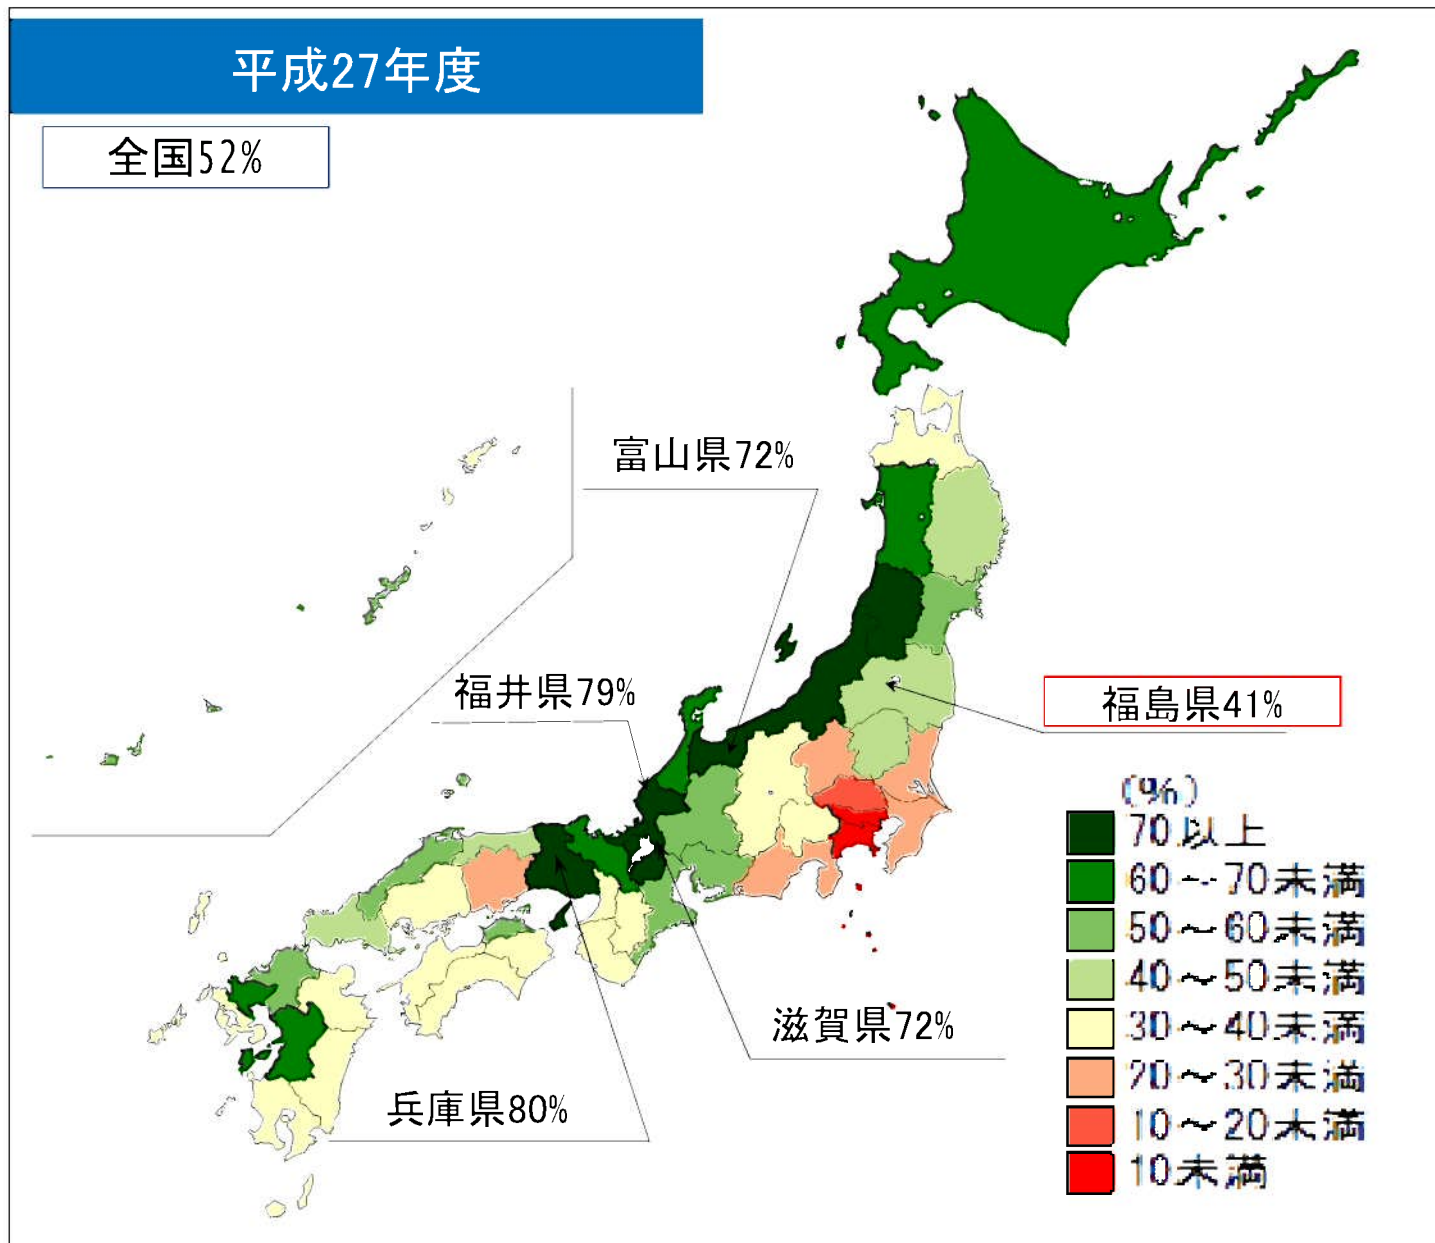 平成27年度
全国52%
富山県72%
福井県79%
福島県41%
滋賀県72%
兵庫県80%
(%)
70以上
60～70未満
50～60未満
40～50未満
30～40未満
20～30未満
10～20未満
10未満